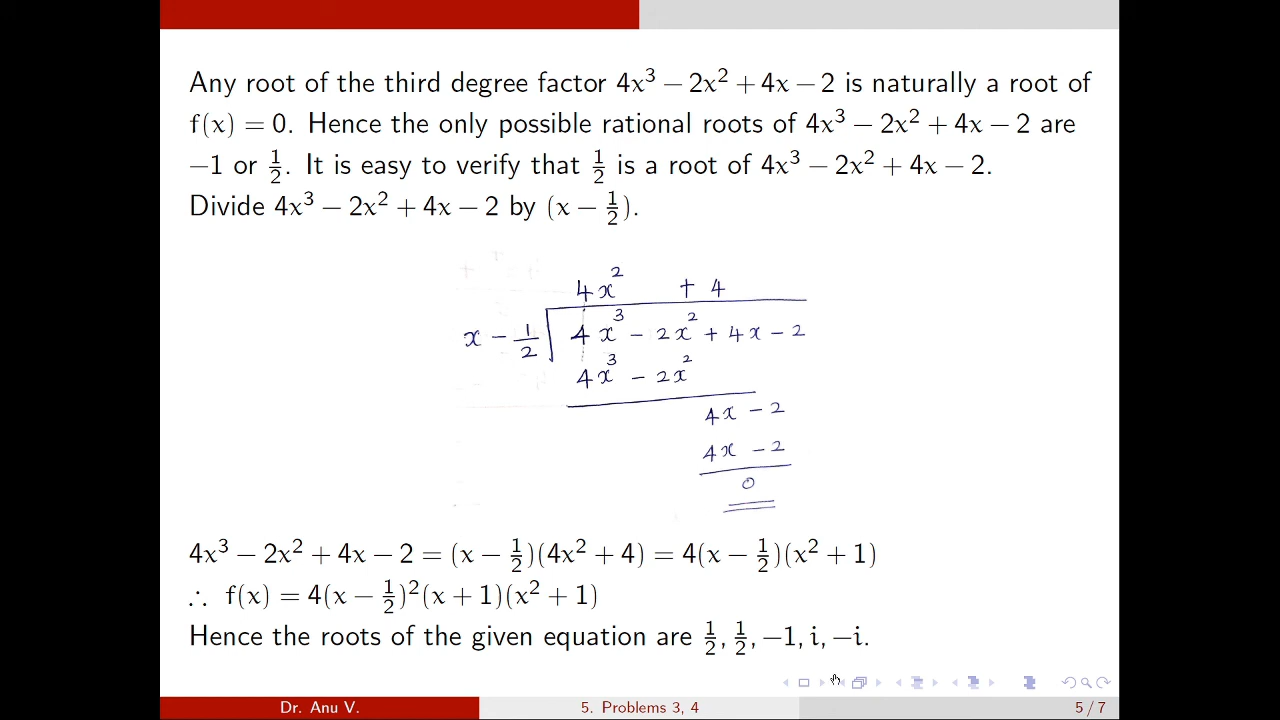 Any root of the third degree factor 4x³ − 2x² + 4x − 2 is naturally a root of
f(x) = 0. Hence the only possible rational roots of 4x³ − 2x² + 4x − 2 are
−1 or 1/2. It is easy to verify that 1/2 is a root of 4x³ − 2x² + 4x − 2.
Divide 4x³ − 2x² + 4x − 2 by (x − 1/2).
4x² + 4
x − 1/2 4x³ − 2x² + 4x − 2
4x³ − 2x²
4x − 2
4x − 2
0
4x³ − 2x² + 4x − 2 = (x − 1/2)(4x² + 4) = 4(x − 1/2)(x² + 1)
∴ f(x) = 4(x − 1/2)²(x + 1)(x² + 1)
Hence the roots of the given equation are 1/2, 1/2, −1, i, −i.
Dr. Anu V. 5. Problems 3, 4 5 / 7